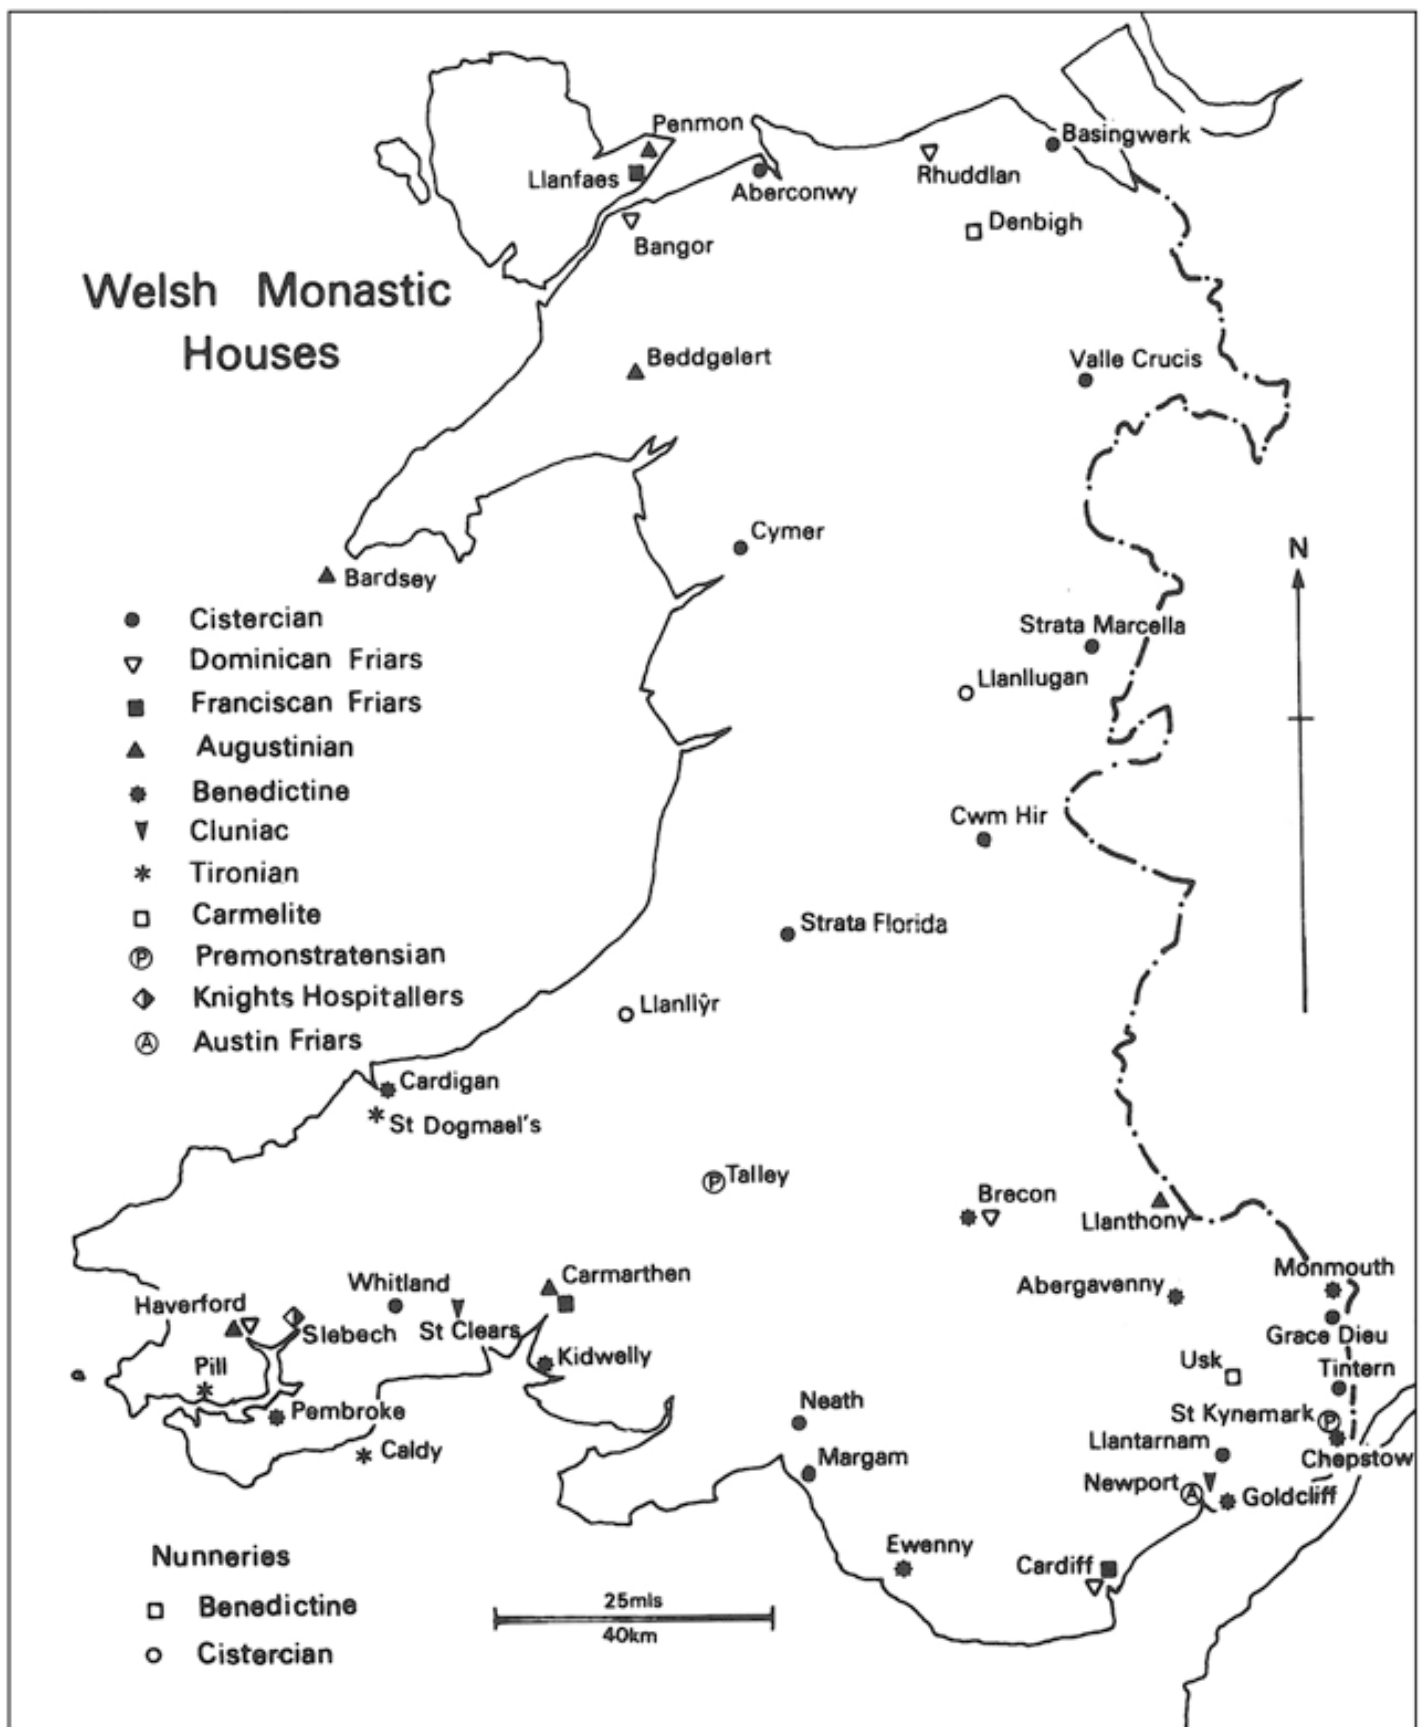 Penmon
Basingwerk
Llanfaes
Aberconwy
Rhuddlan
Denbigh
Bangor
Welsh Monastic
Houses
Beddgelert
Valle Crucis
Cymer
N
Bardsey
Cistercian
Dominican Friars
Franciscan Friars
Augustinian
Benedictine
Cluniac
Tironian
Carmelite
P Premonstratensian
Knights Hospitallers
A Austin Friars
Strata Marcella
Llanllugan
Cwm Hir
Strata Florida
Llanllŷr
Cardigan
St Dogmael's
P Talley
Brecon
Llanthony
Monmouth
Abergavenny
Grace Dieu
Carmarthen
Whitland
Haverford
Slebech
St Clears
Kidwelly
Usk
Tintern
Pill
Pembroke
Caldy
Neath
Margam
St Kynemark P
Llantarnam
Chepstow
Newport A
Goldcliff
Ewenny
Cardiff
Nunneries
Benedictine
Cistercian
25mls
40km